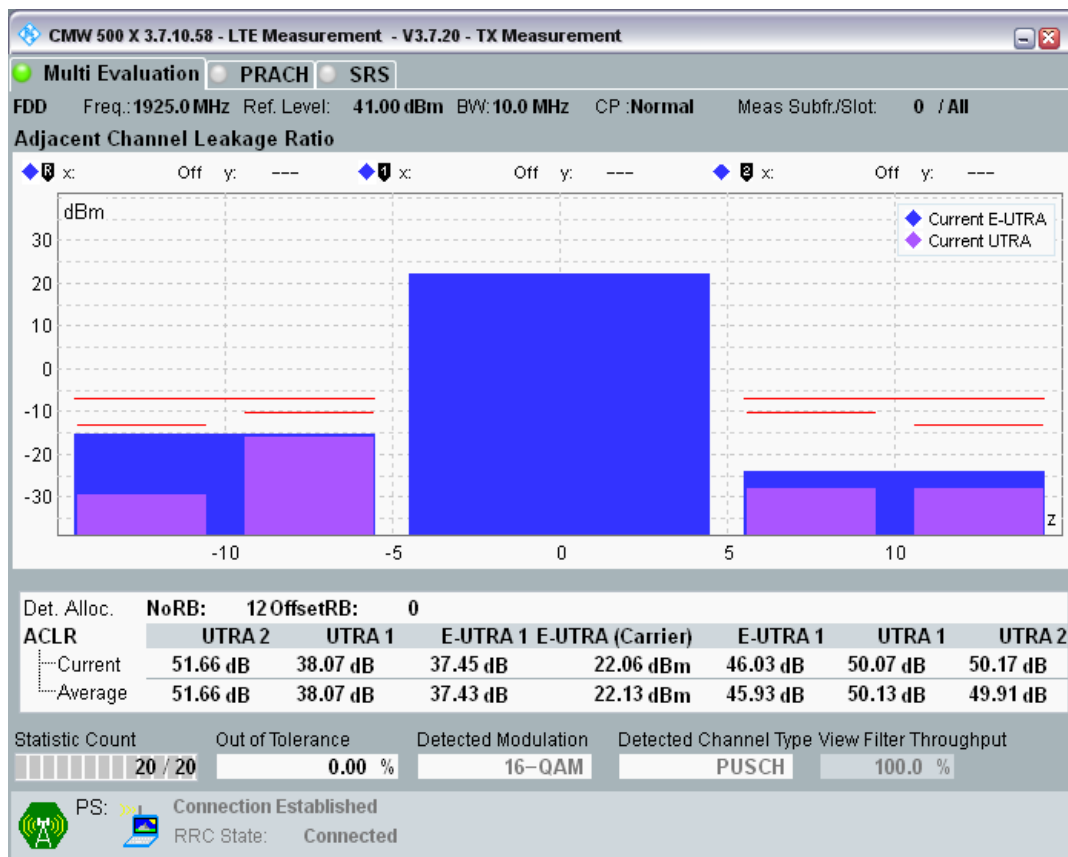 CMW 500 X 3.7.10.58 - LTE Measurement - V3.7.20 - TX Measurement
Multi Evaluation PRACH SRS
FDD Freq.:1925.0 MHz Ref. Level: 41.00 dBm BW:10.0 MHz CP :Normal Meas Subfr./Slot: 0 / All
Adjacent Channel Leakage Ratio
R x: Off y: --- 1 x: Off y: --- 2 x: Off y: ---
dBm
Current E-UTRA
Current UTRA
30
20
10
0
-10
-20
-30
z
-10 -5 0 5 10
Det. Alloc. NoRB: 12 OffsetRB: 0
ACLR UTRA 2 UTRA 1 E-UTRA 1 E-UTRA (Carrier) E-UTRA 1 UTRA 1 UTRA 2
Current 51.66 dB 38.07 dB 37.45 dB 22.06 dBm 46.03 dB 50.07 dB 50.17 dB
Average 51.66 dB 38.07 dB 37.43 dB 22.13 dBm 45.93 dB 50.13 dB 49.91 dB
Statistic Count Out of Tolerance Detected Modulation Detected Channel Type View Filter Throughput
20 / 20 0.00 % 16-QAM PUSCH 100.0 %
PS: Connection Established
RRC State: Connected